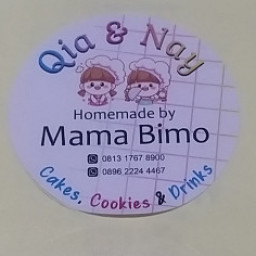 Qia & Nay
Homemade by
Mama Bimo
0813 1767 8900
0896 2224 4467
Cakes, Cookies & Drinks